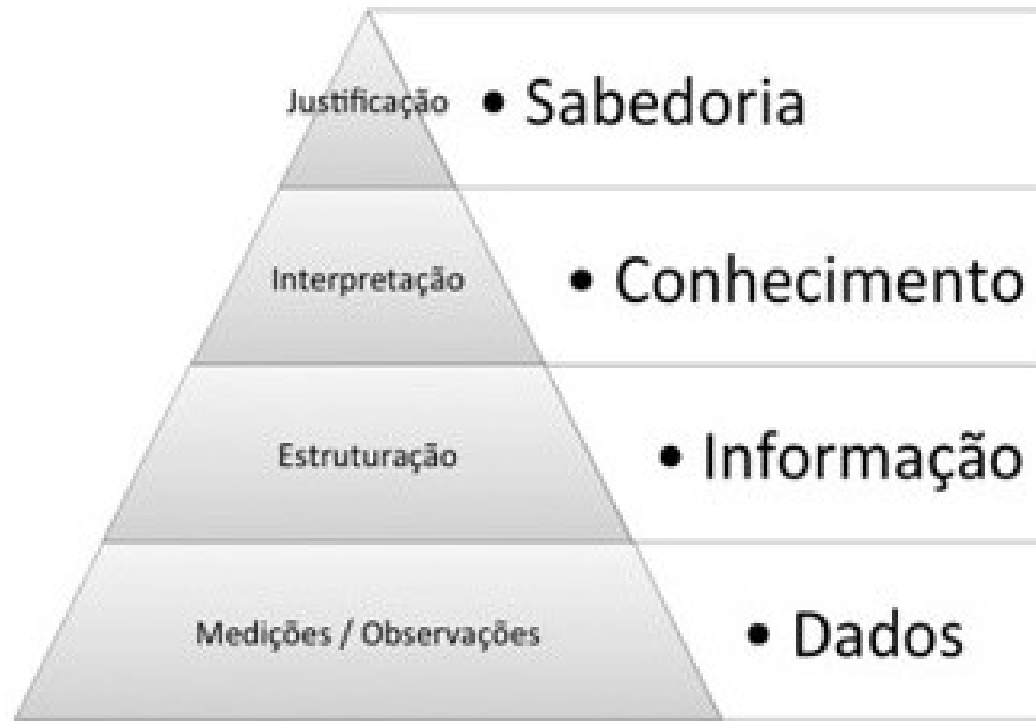 Justificação • Sabedoria
Interpretação • Conhecimento
Estruturação • Informação
Medições / Observações • Dados